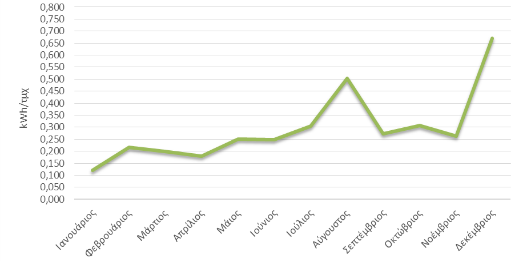 0,800
0,750
0,700
0,650
0,600
0,550
0,500
0,450
0,400
0,350
0,300
0,250
0,200
0,150
0,100
0,050
0,000
kWh/τμχ
Ιανουάριος
Φεβρουάριος
Μάρτιος
Απρίλιος
Μάιος
Ιούνιος
Ιούλιος
Αύγουστος
Σεπτέμβριος
Οκτώβριος
Νοέμβριος
Δεκέμβριος